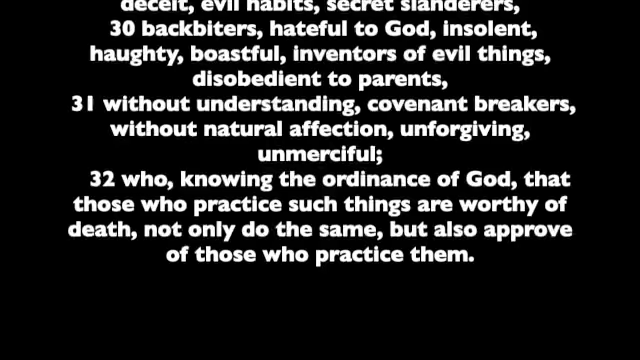 deceit, evil habits, secret slanderers,
30 backbiters, hateful to God, insolent,
haughty, boastful, inventors of evil things,
disobedient to parents,
31 without understanding, covenant breakers,
without natural affection, unforgiving,
unmerciful;
32 who, knowing the ordinance of God, that
those who practice such things are worthy of
death, not only do the same, but also approve
of those who practice them.